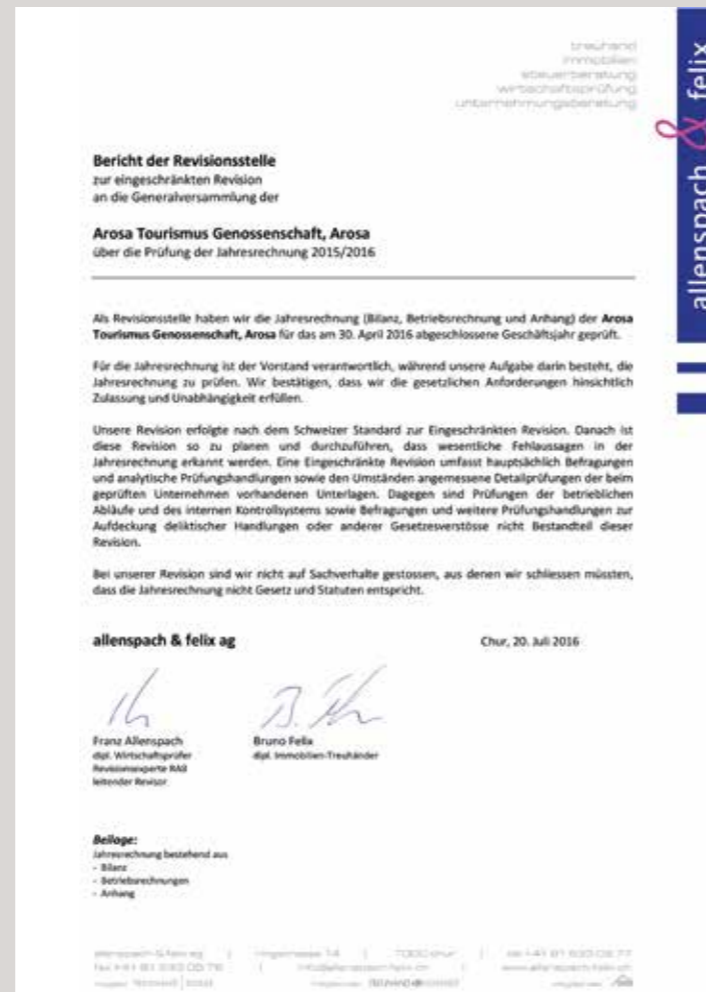 treuhand
immobilien
steuerberatung
wirtschaftsprüfung
unternehmungsberatung
allenspach & felix
Bericht der Revisionsstelle
zur eingeschränkten Revision
an die Generalversammlung der
Arosa Tourismus Genossenschaft, Arosa
über die Prüfung der Jahresrechnung 2015/2016
Als Revisionsstelle haben wir die Jahresrechnung (Bilanz, Betriebsrechnung und Anhang) der Arosa
Tourismus Genossenschaft, Arosa für das am 30. April 2016 abgeschlossene Geschäftsjahr geprüft.
Für die Jahresrechnung ist der Vorstand verantwortlich, während unsere Aufgabe darin besteht, die
Jahresrechnung zu prüfen. Wir bestätigen, dass wir die gesetzlichen Anforderungen hinsichtlich
Zulassung und Unabhängigkeit erfüllen.
Unsere Revision erfolgte nach dem Schweizer Standard zur Eingeschränkten Revision. Danach ist
diese Revision so zu planen und durchzuführen, dass wesentliche Fehlaussagen in der
Jahresrechnung erkannt werden. Eine Eingeschränkte Revision umfasst hauptsächlich Befragungen
und analytische Prüfungshandlungen sowie den Umständen angemessene Detailprüfungen der beim
geprüften Unternehmen vorhandenen Unterlagen. Dagegen sind Prüfungen der betrieblichen
Abläufe und des internen Kontrollsystems sowie Befragungen und weitere Prüfungshandlungen zur
Aufdeckung deliktischer Handlungen oder anderer Gesetzesverstösse nicht Bestandteil dieser
Revision.
Bei unserer Revision sind wir nicht auf Sachverhalte gestossen, aus denen wir schliessen müssten,
dass die Jahresrechnung nicht Gesetz und Statuten entspricht.
allenspach & felix ag Chur, 20. Juli 2016
Franz Allenspach Bruno Felix
dipl. Wirtschaftsprüfer dipl. Immobilien-Treuhänder
Revisionsexperte RAB
leitender Revisor
Beilage:
Jahresrechnung bestehend aus
- Bilanz
- Betriebsrechnungen
- Anhang
allenspach & felix ag 7000 chur